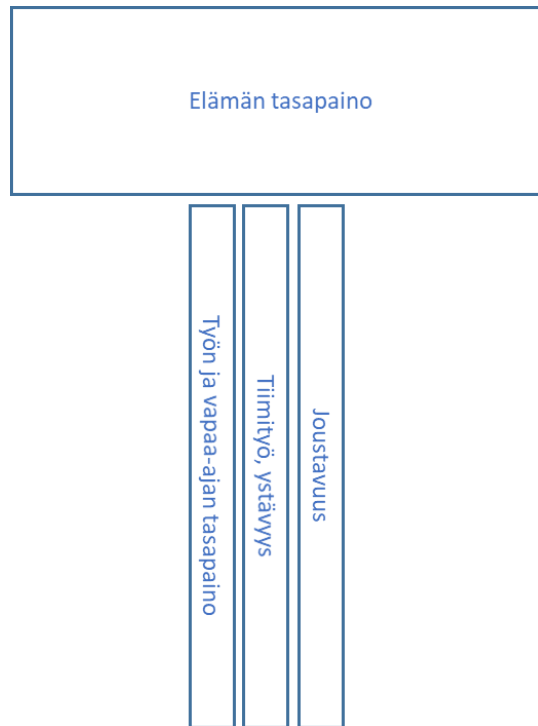 Elämän tasapaino
Työn ja vapaa-ajan tasapaino
Tiimityö, ystävyys
Joustavuus